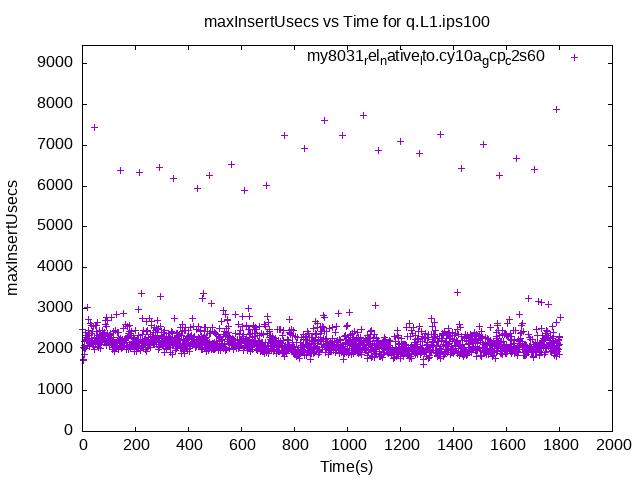 maxInsertUsecs vs Time for q.L1.ips100
my8031relnativelto.cy10agcpc2s60
9000
8000
7000
6000
5000
4000
3000
2000
1000
0
maxInsertUsecs
0 200 400 600 800 1000 1200 1400 1600 1800 2000
Time(s)